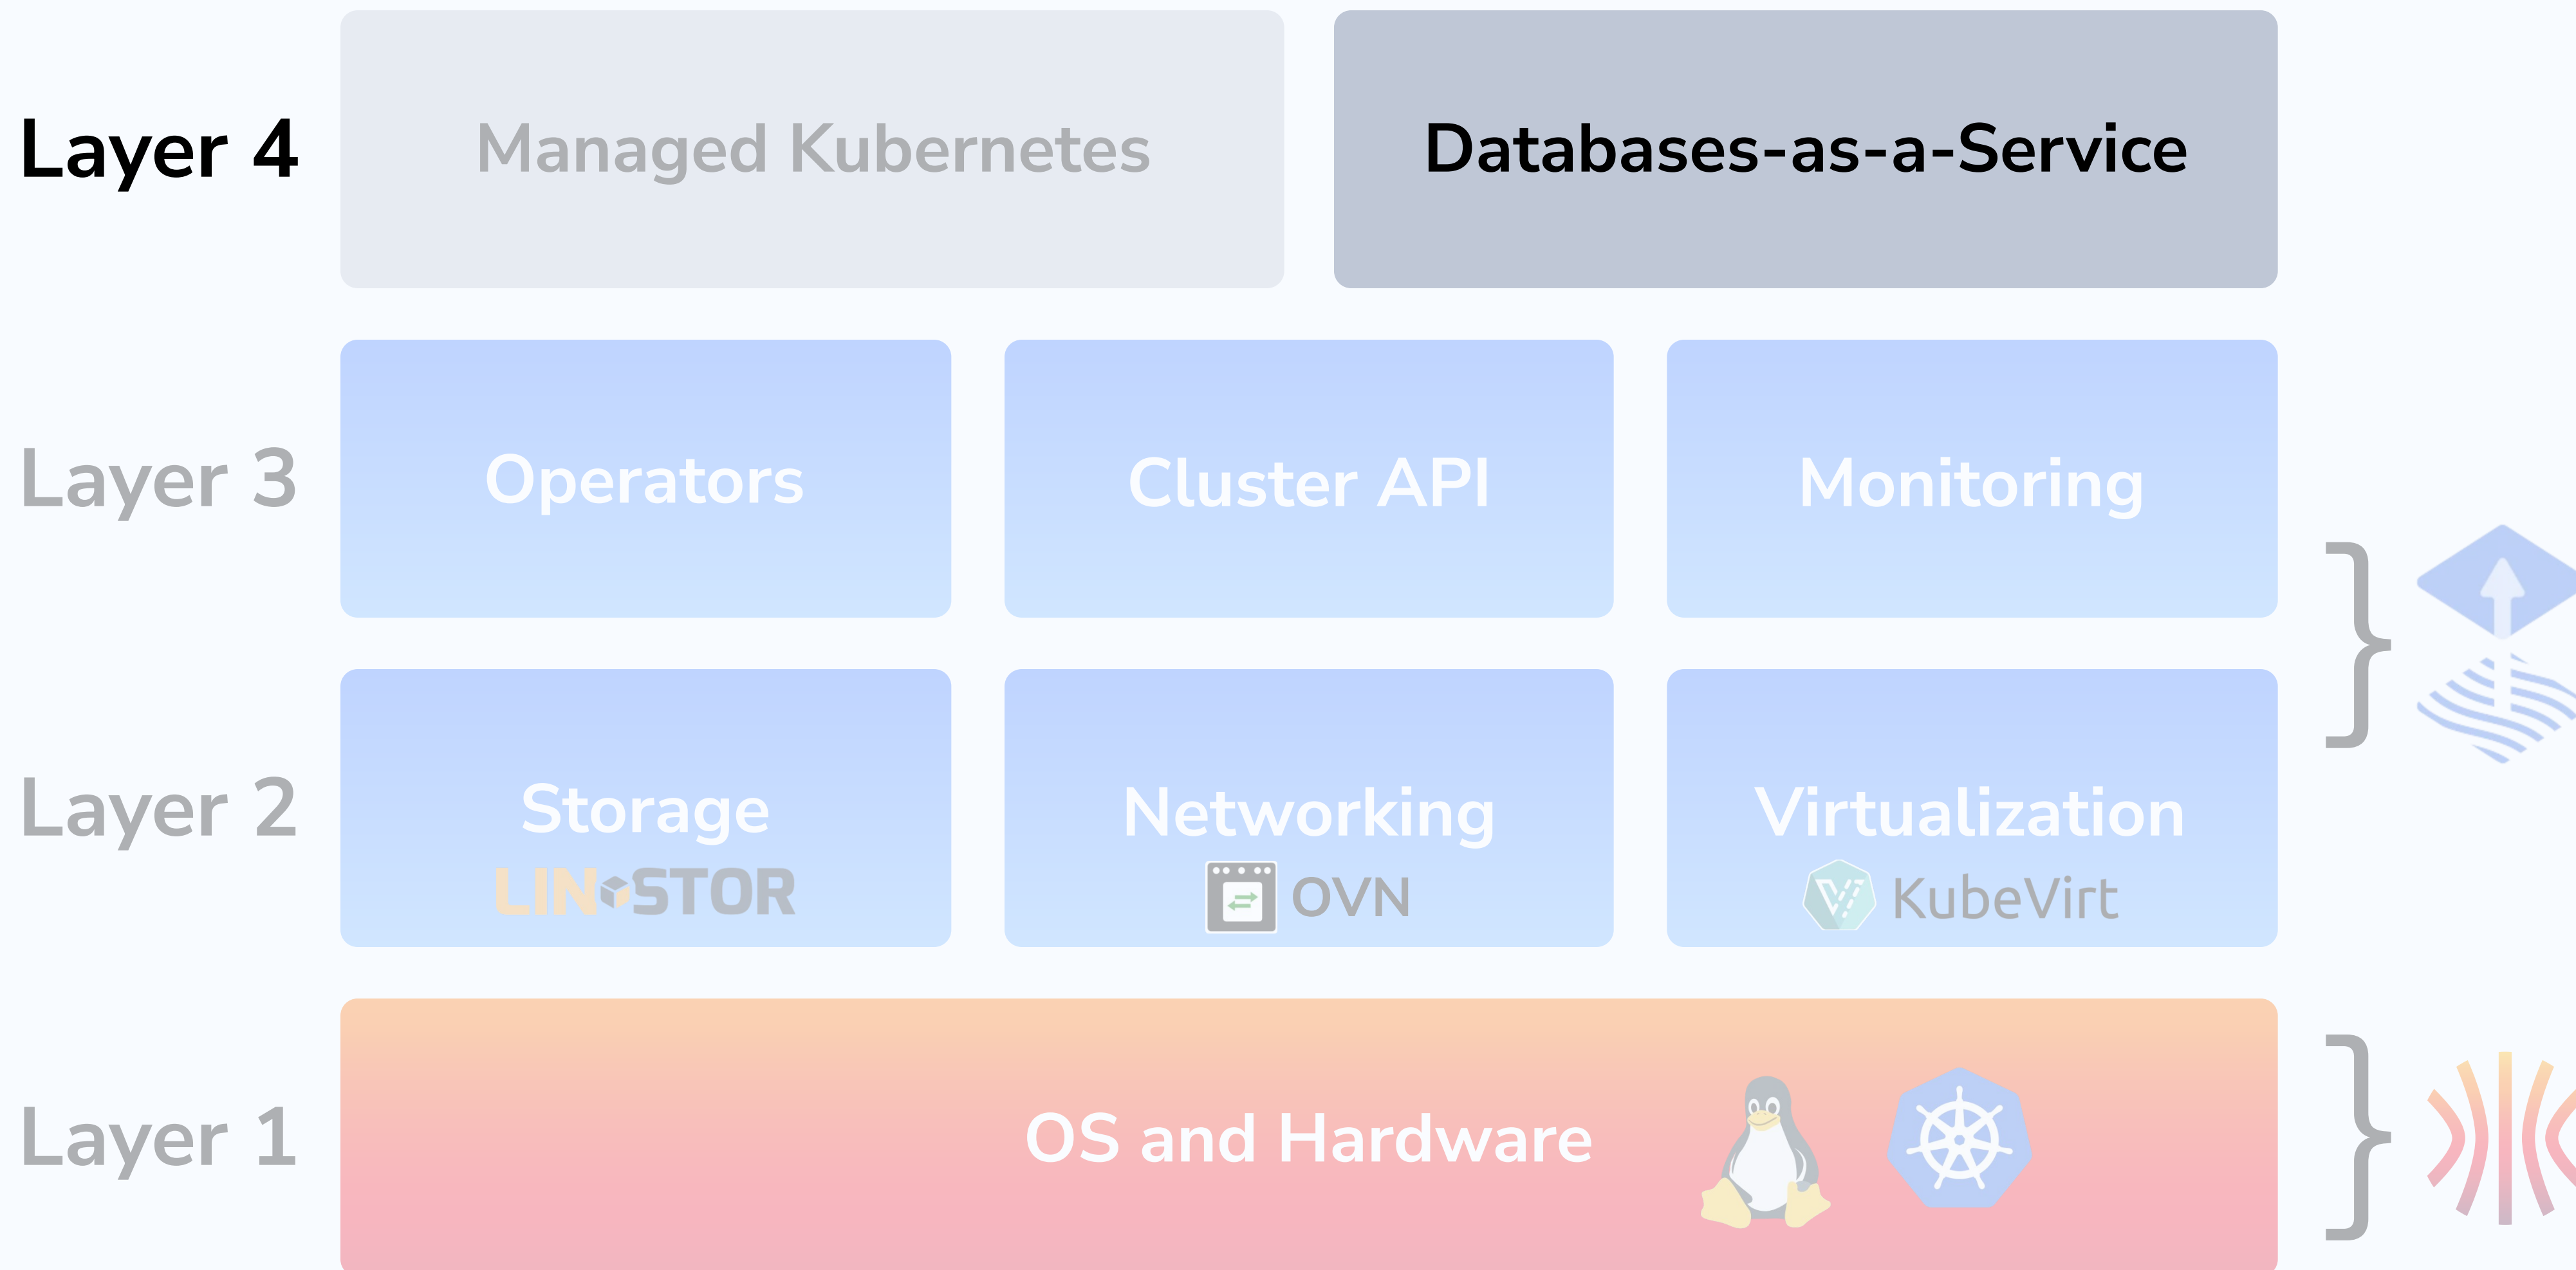 Layer 4
Managed Kubernetes
Databases-as-a-Service
Layer 3
Operators
Cluster API
Monitoring
Layer 2
Storage
LINSTOR
Networking
OVN
Virtualization
KubeVirt
Layer 1
OS and Hardware